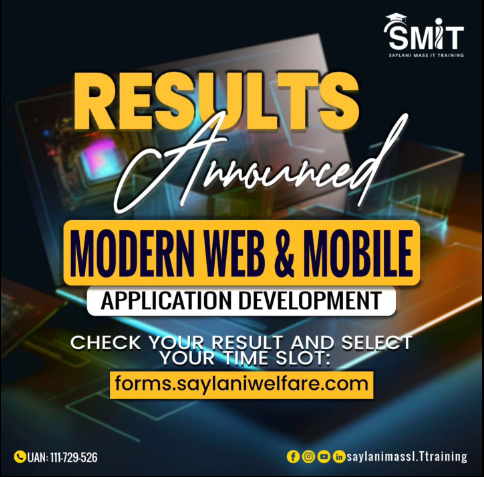 SMiT
SAYLANI MASS IT TRAINING
RESULTS
Announced
MODERN WEB & MOBILE
APPLICATION DEVELOPMENT
CHECK YOUR RESULT AND SELECT
YOUR TIME SLOT:
forms.saylaniwelfare.com
UAN: 111-729-526
saylanimassI.Ttraining